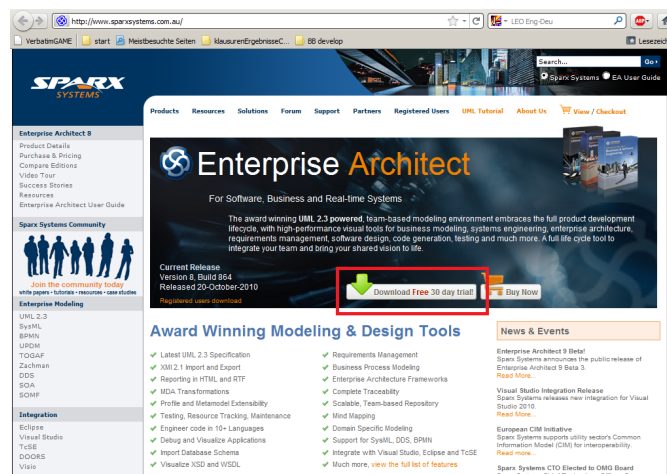 http://www.sparxsystems.com.au/
LEO Eng-Deu
VerbatimGAME
start
Meistbesuchte Seiten
klausurenErgebnisseC...
BB develop
Lesezeich
Search...
Go
Sparx Systems
EA User Guide
SPARX
SYSTEMS
Products Resources Solutions Forum Support Partners Registered Users UML Tutorial About Us View / Checkout
Enterprise Architect 8
Product Details
Purchase & Pricing
Compare Editions
Video Tour
Success Stories
Resources
Enterprise Architect User Guide
Sparx Systems Community
Join the community today
white papers • tutorials • resources • case studies
Enterprise Modeling
UML 2.3
SysML
BPMN
UPDM
TOGAF
Zachman
DDS
SOA
SOMF
Integration
Eclipse
Visual Studio
TcSE
DOORS
Visio
Enterprise Architect
For Software, Business and Real-time Systems
The award winning UML 2.3 powered, team-based modeling environment embraces the full product development
lifecycle, with high-performance visual tools for business modeling, systems engineering, enterprise architecture,
requirements management, software design, code generation, testing and much more. A full life cycle tool to
integrate your team and bring your shared vision to life.
Current Release
Version 8, Build 864
Released 20-October-2010
Registered users download
Download Free 30 day trial!
Buy Now
Award Winning Modeling & Design Tools
Latest UML 2.3 Specification
XMI2.1 Import and Export
Reporting in HTML and RTF
MDA Transformations
Profile and Metamodel Extensibility
Testing, Resource Tracking, Maintenance
Engineer code in 10+ Languages
Debug and Visualize Applications
Import Database Schema
Visualize XSD and WSDL
Requirements Management
Business Process Modeling
Enterprise Architecture Frameworks
Complete Traceability
Scalable, Team-based Repository
Mind Mapping
Domain Specific Modeling
Support for SysML, DDS, BPMN
Integrate with Visual Studio, Eclipse and TcSE
Much more, view the full list of features
News & Events
Enterprise Architect 9 Beta!
Sparx Systems announces the public release of
Enterprise Architect 9 Beta 3.
Read More...
Visual Studio Integration Release
Sparx Systems releases new integration for Visual
Studio 2010.
Read More...
European CIM Initiative
Sparx Systems supports utility sector's Common
Information Model (CIM) for interoperability.
Read more...
Sparx Systems CTO Elected to OMG Board